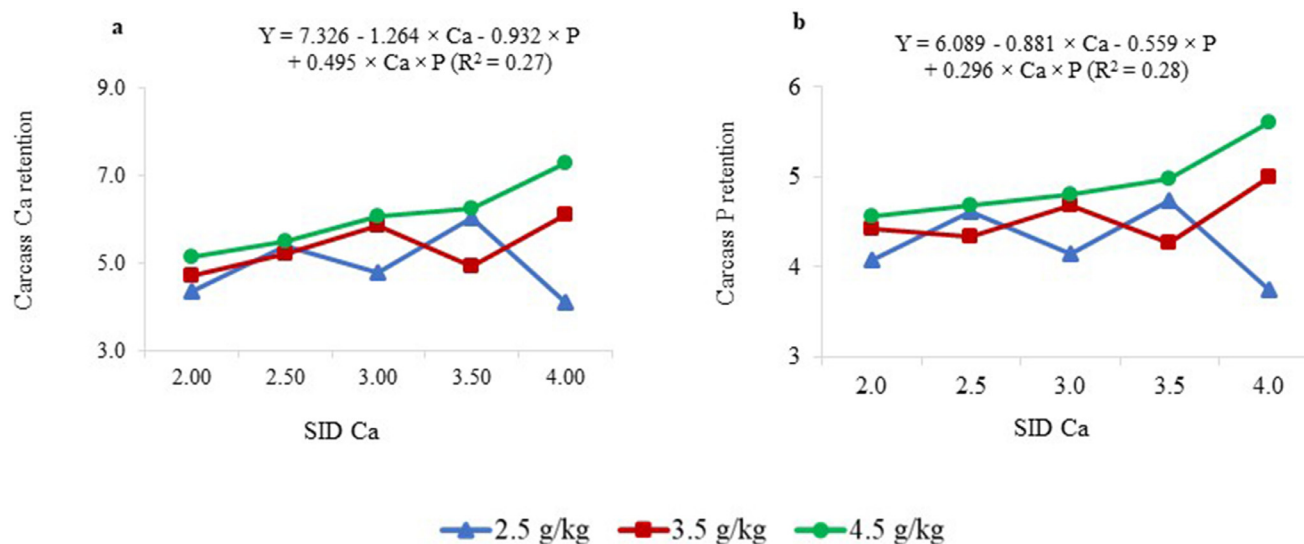 a
Y = 7.326 - 1.264 × Ca - 0.932 × P
+ 0.495 × Ca × P (R² = 0.27)
9.0
7.0
5.0
3.0
Carcass Ca retention
2.00 2.50 3.00 3.50 4.00
SID Ca
b
Y = 6.089 - 0.881 × Ca - 0.559 × P
+ 0.296 × Ca × P (R² = 0.28)
6
5
4
3
Carcass P retention
2.0 2.5 3.0 3.5 4.0
SID Ca
2.5 g/kg 3.5 g/kg 4.5 g/kg